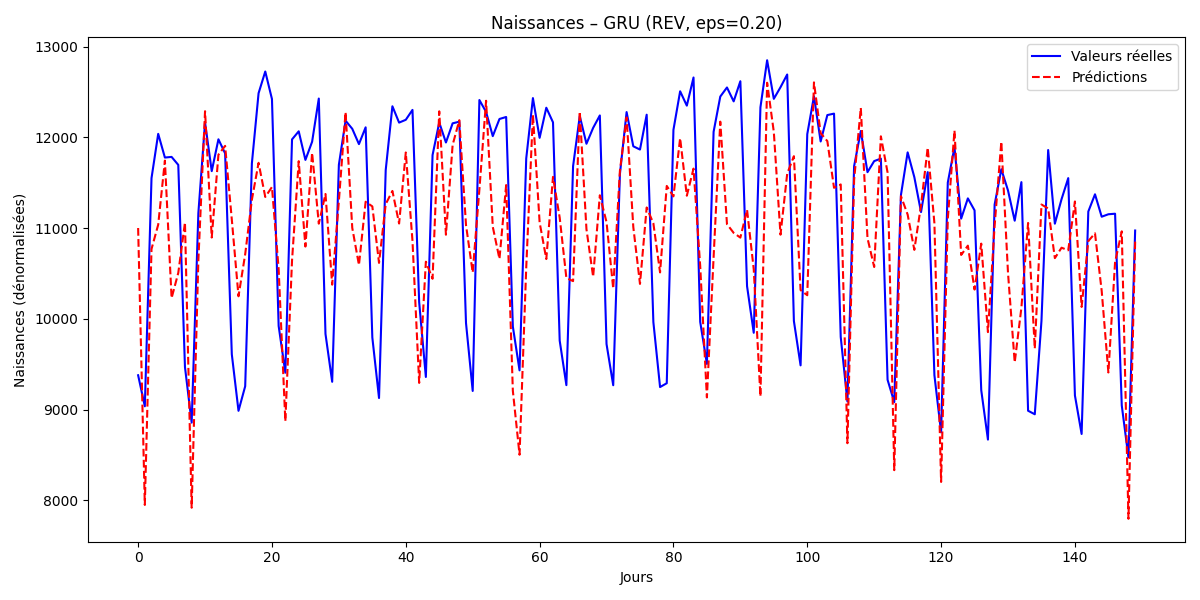 Naissances – GRU (REV, eps=0.20)
Valeurs réelles
Prédictions
Naissances (dénormalisées)
13000
12000
11000
10000
9000
8000
0 20 40 60 80 100 120 140
Jours